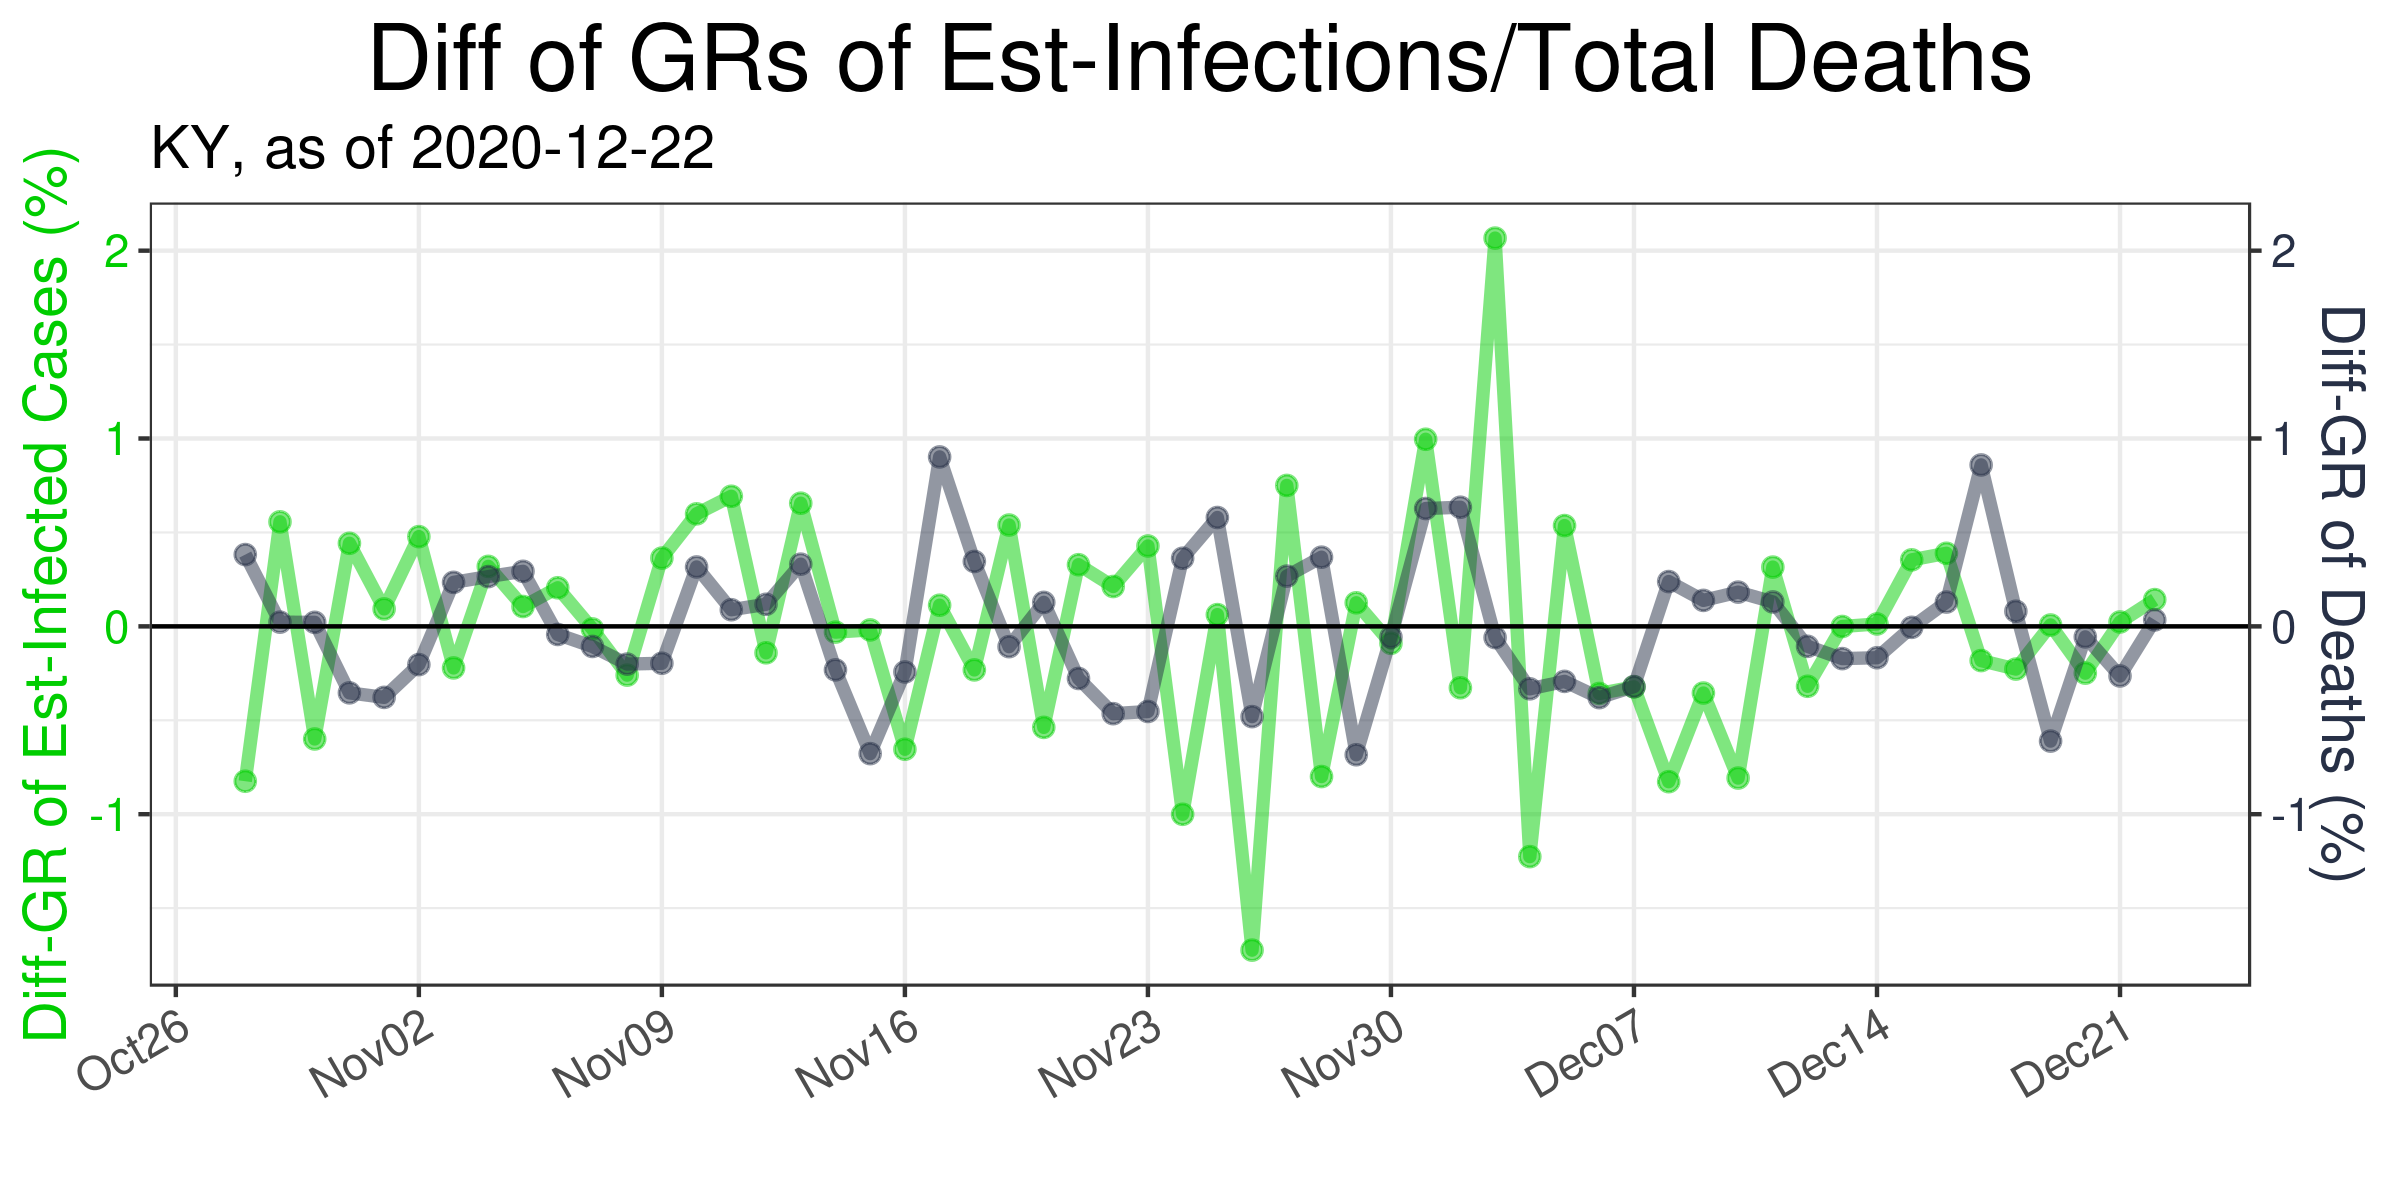 Diff of GRs of Est-Infections/Total Deaths
KY, as of 2020-12-22
Diff-GR of Est-Infected Cases (%)
2
1
0
-1
2
1
0
-1
Diff-GR of Deaths (%)
Oct26
Nov02
Nov09
Nov16
Nov23
Nov30
Dec07
Dec14
Dec21